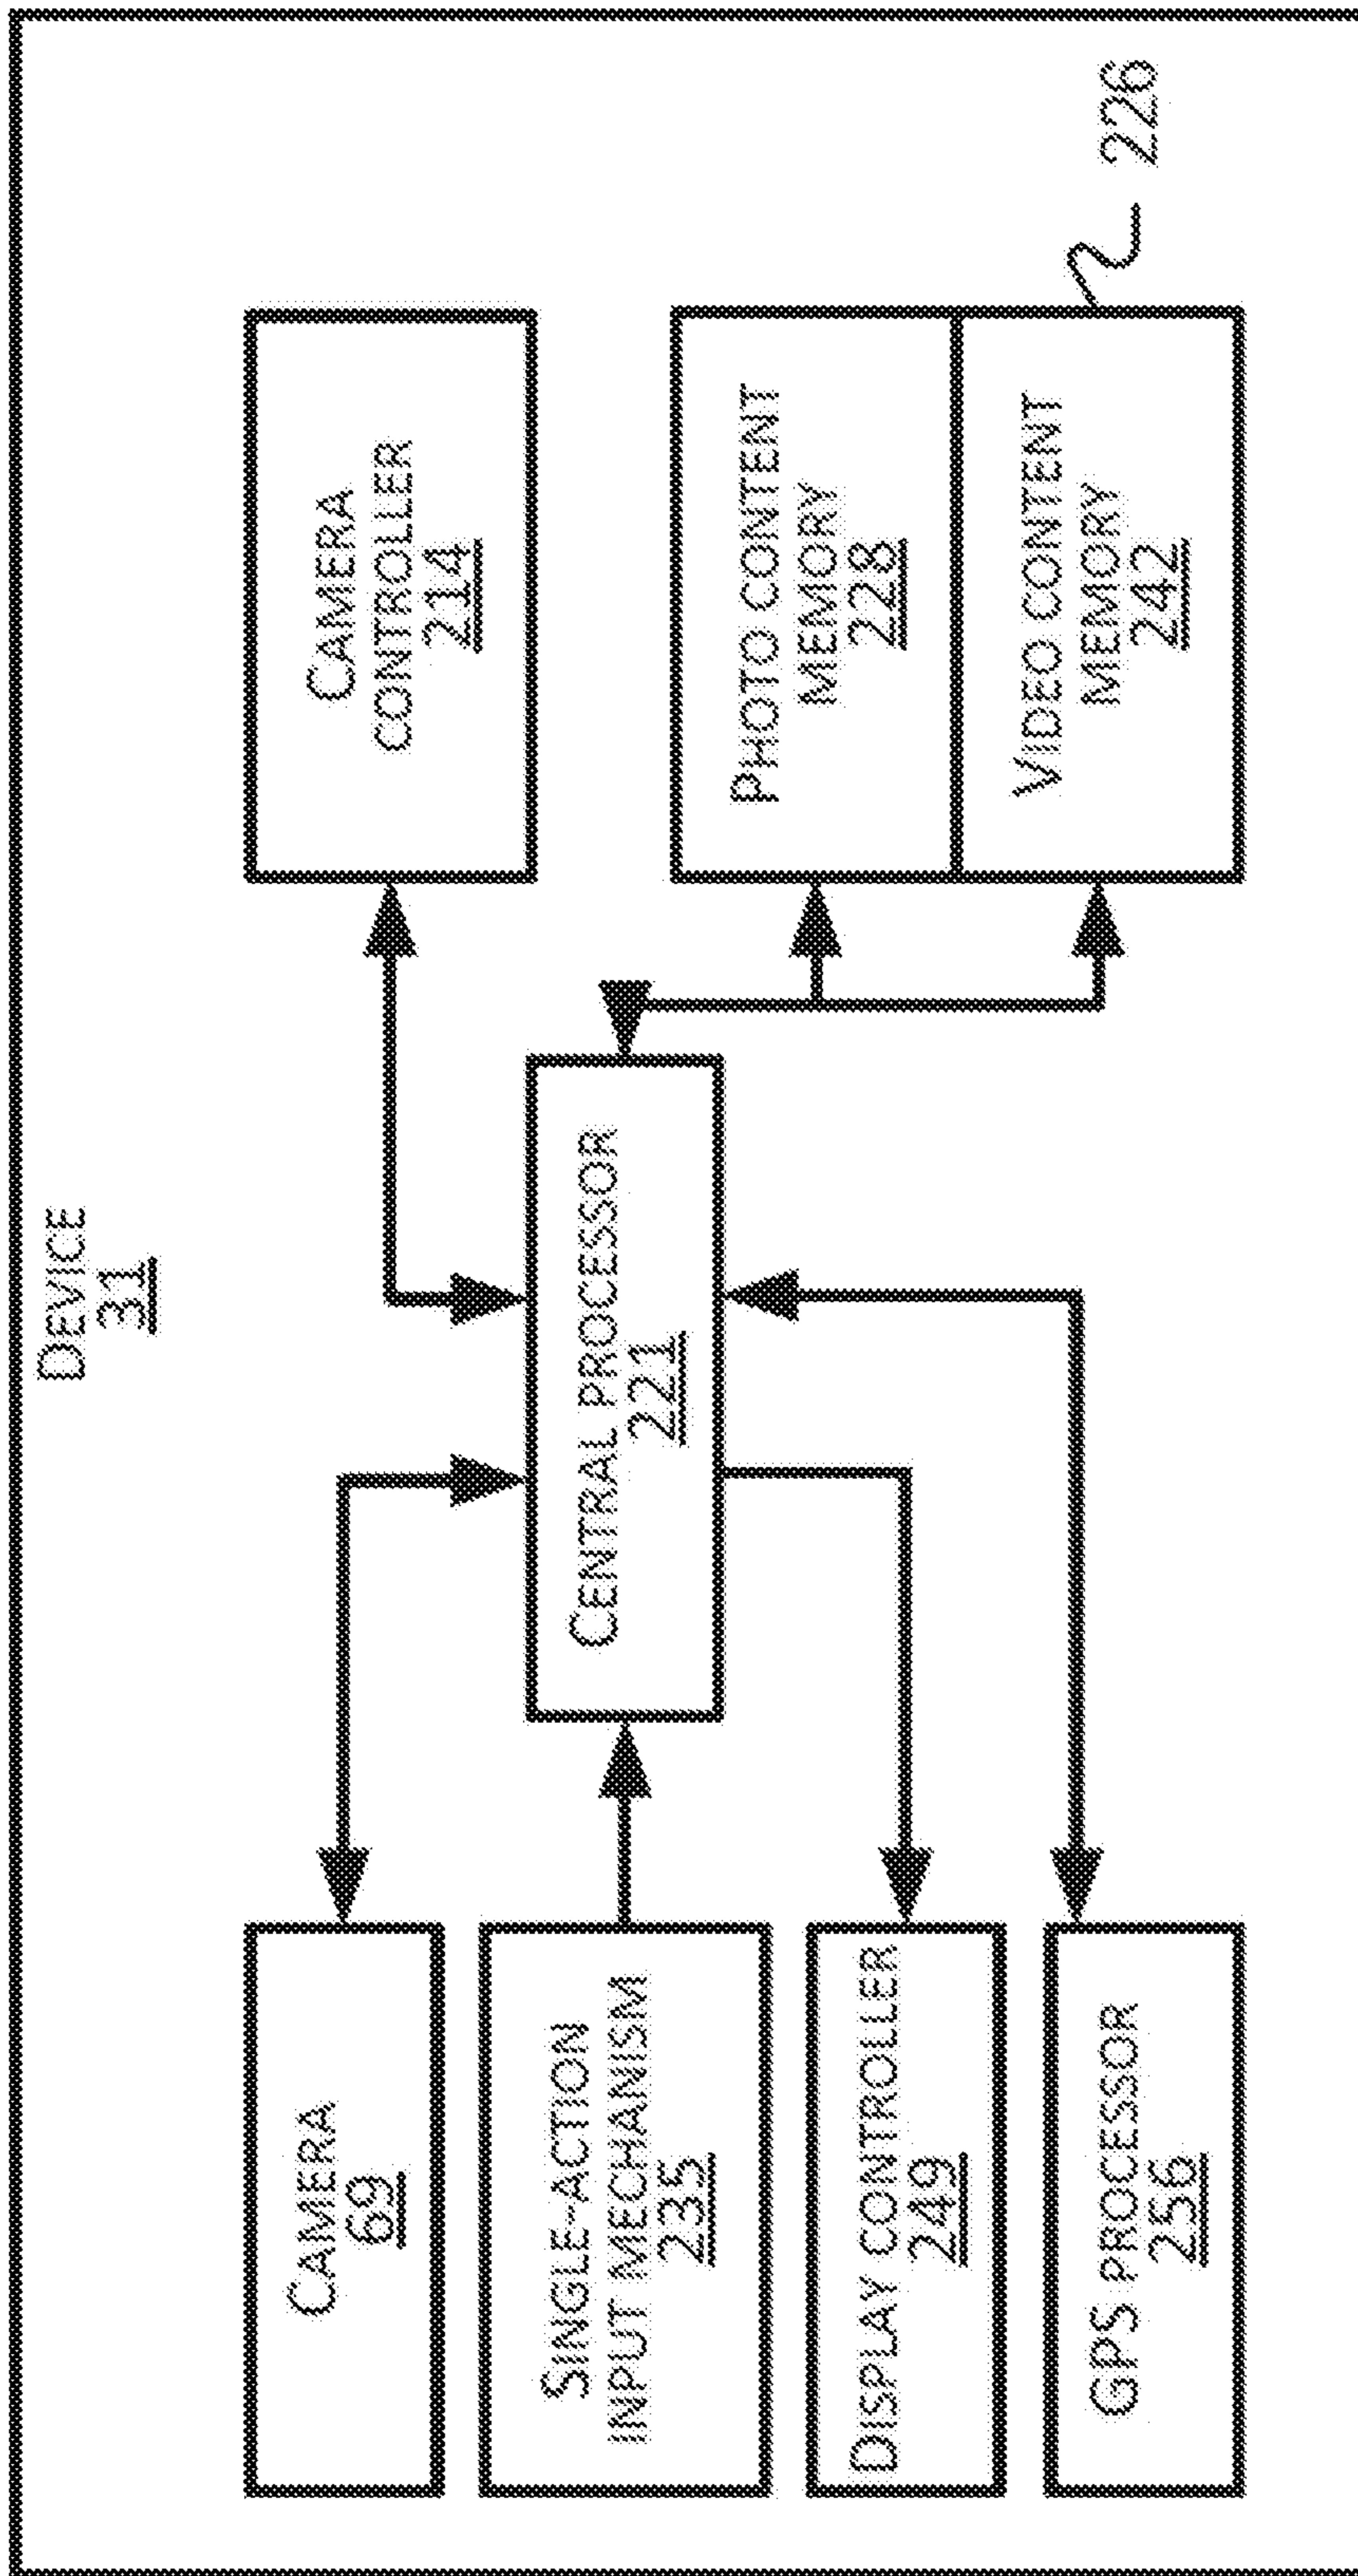 DEVICE
31
CAMERA
69
SINGLE-ACTION
INPUT MECHANISM
235
DISPLAY CONTROLLER
249
GPS PROCESSOR
256
CENTRAL PROCESSOR
221
CAMERA
CONTROLLER
214
PHOTO CONTENT
MEMORY
228
VIDEO CONTENT
MEMORY
242
226